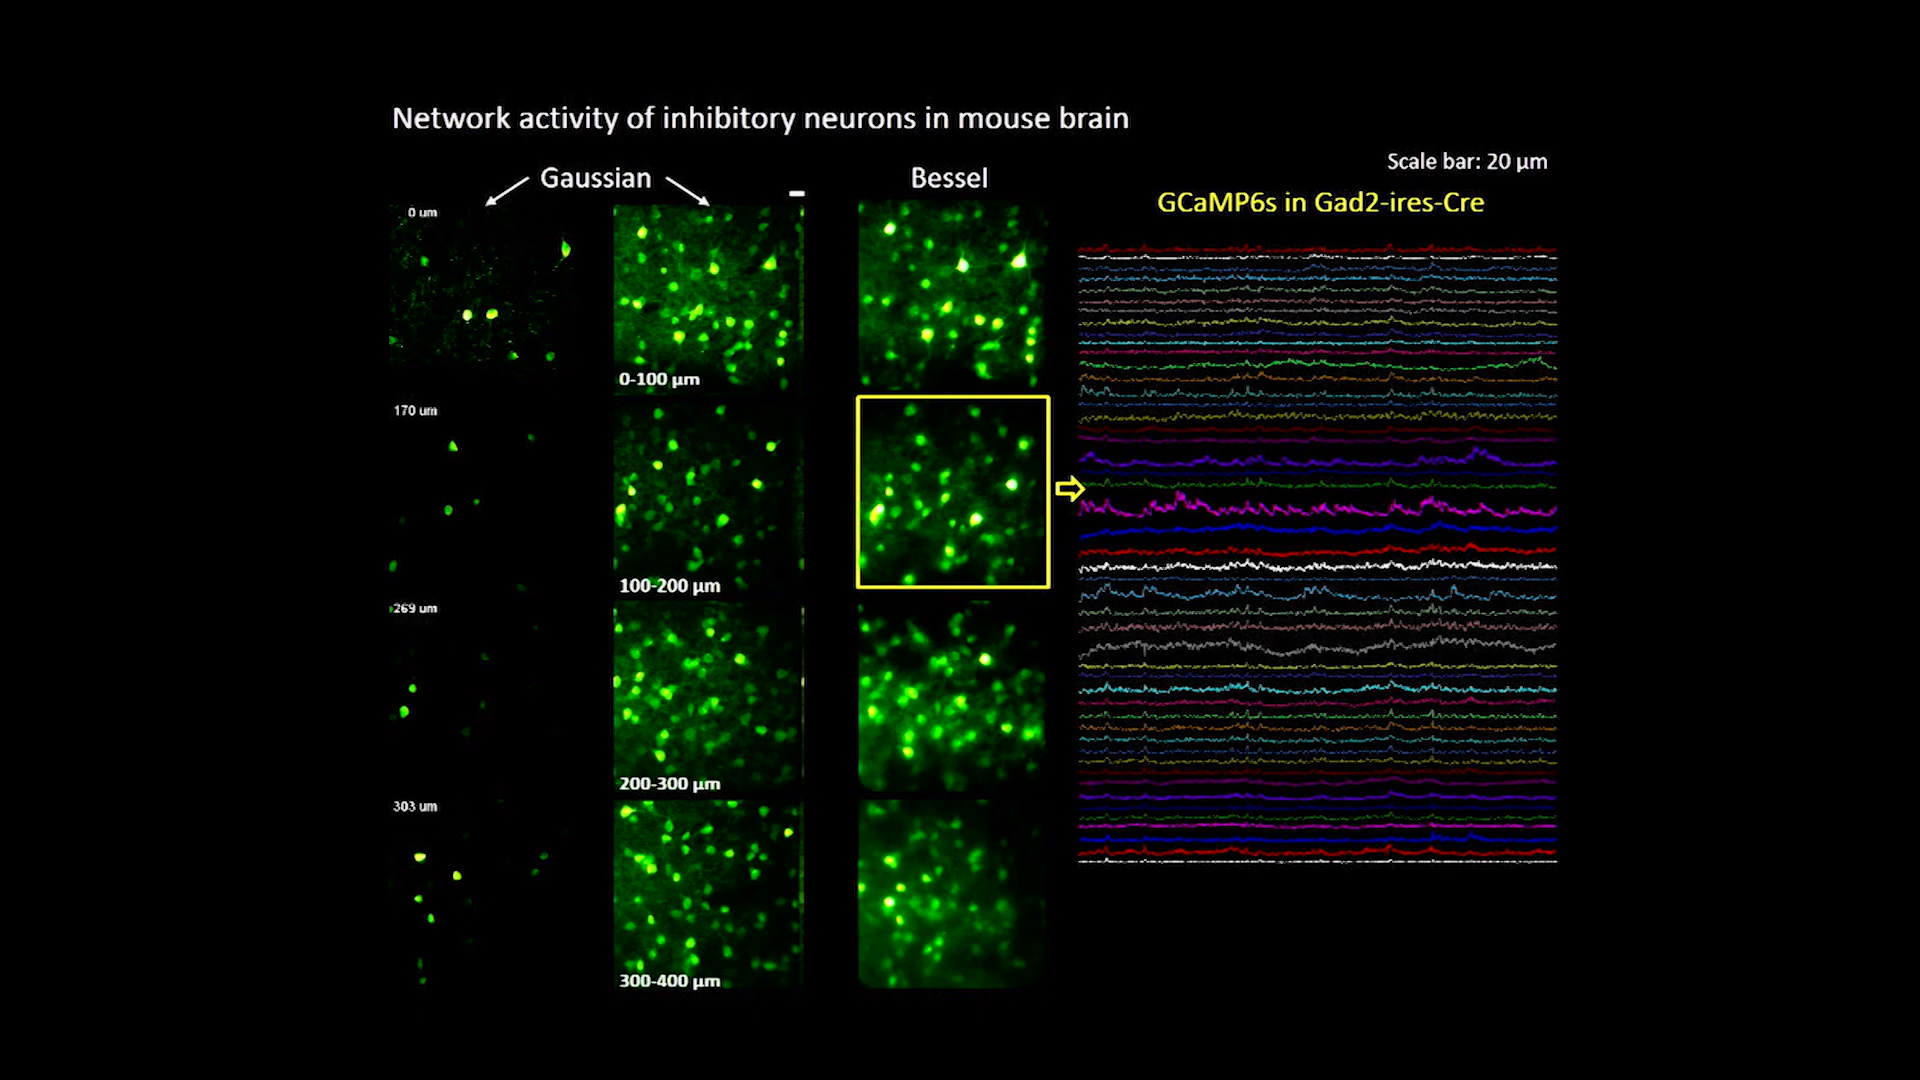 Network activity of inhibitory neurons in mouse brain
Scale bar: 20 µm
Gaussian
Bessel
GCaMP6s in Gad2-ires-Cre
0 um
0-100 µm
170 um
100-200 µm
269 um
200-300 µm
303 um
300-400 µm